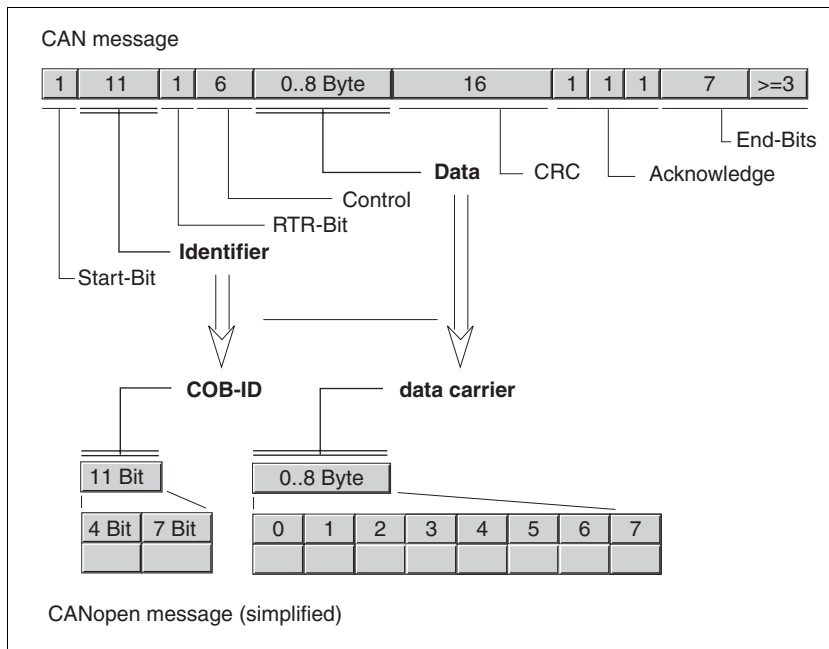 CAN message
1 11 1 6 0..8 Byte 16 1 1 1 7 >=3
End-Bits
Data CRC Acknowledge
Control
RTR-Bit
Identifier
Start-Bit
COB-ID data carrier
11 Bit 0..8 Byte
4 Bit 7 Bit 0 1 2 3 4 5 6 7
CANopen message (simplified)